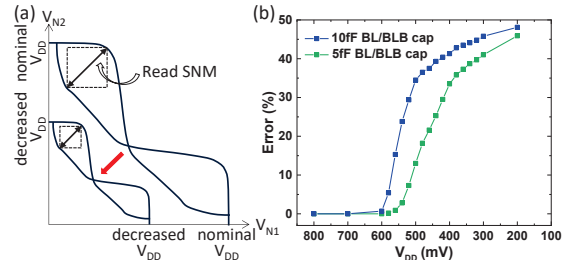 (a)
V_N2
nominal
V_DD
decreased
V_DD
Read SNM
V_N1
decreased
V_DD
nominal
V_DD
(b)
50
40
30
20
10
0
Error (%)
10fF BL/BLB cap
5fF BL/BLB cap
800 700 600 500 400 300 200 100
V_DD (mV)